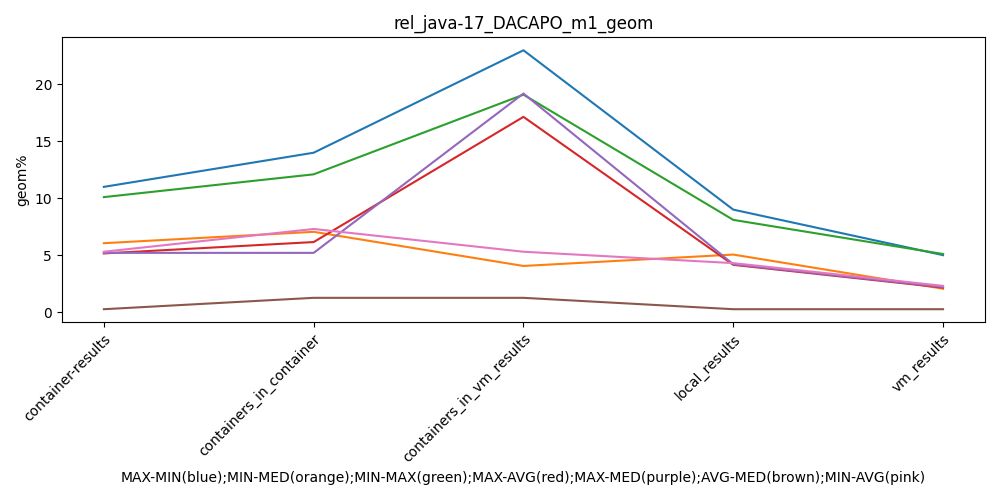 rel_java-17_DACAPO_m1_geom
geom%
20
15
10
5
0
container-results
containers_in_container
containers_in_vm_results
local_results
vm_results
MAX-MIN(blue);MIN-MED(orange);MIN-MAX(green);MAX-AVG(red);MAX-MED(purple);AVG-MED(brown);MIN-AVG(pink)